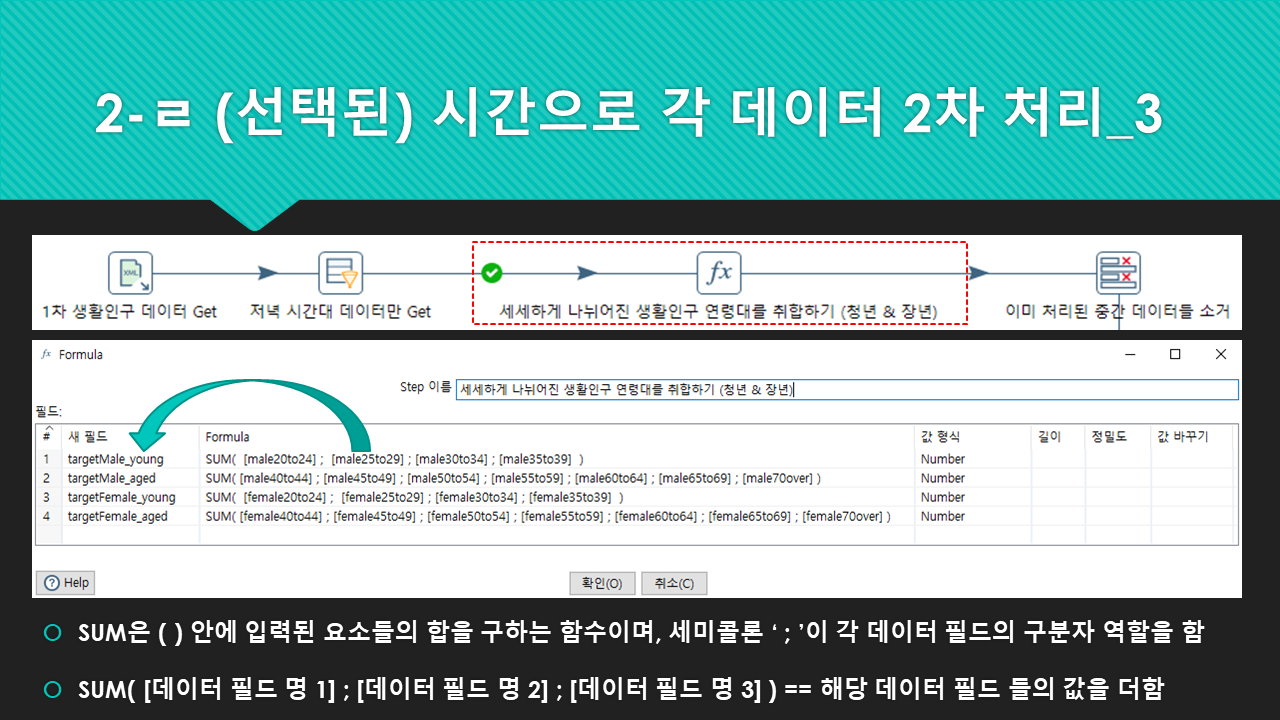 2-ㄹ (선택된) 시간으로 각 데이터 2차 처리_3
XML
fx
1차 생활인구 데이터 Get
저녁 시간대 데이터만 Get
세세하게 나뉘어진 생활인구 연령대를 취합하기 (청년 & 장년)
이미 처리된 중간 데이터들 소거
fx Formula
Step 이름 세세하게 나뉘어진 생활인구 연령대를 취합하기 (청년 & 장년)
필드:
# 새 필드 Formula 값 형식 길이 정밀도 값 바꾸기
1 targetMale_young SUM( [male20to24] ; [male25to29] ; [male30to34] ; [male35to39] ) Number
2 targetMale_aged SUM( [male40to44] ; [male45to49] ; [male50to54] ; [male55to59] ; [male60to64] ; [male65to69] ; [male70over] ) Number
3 targetFemale_young SUM( [female20to24] ; [female25to29] ; [female30to34] ; [female35to39] ) Number
4 targetFemale_aged SUM( [female40to44] ; [female45to49] ; [female50to54] ; [female55to59] ; [female60to64] ; [female65to69] ; [female70over] ) Number
? Help 확인(O) 취소(C)
SUM은 ( ) 안에 입력된 요소들의 합을 구하는 함수이며, 세미콜론 ‘ ; ’이 각 데이터 필드의 구분자 역할을 함
SUM( [데이터 필드 명 1] ; [데이터 필드 명 2] ; [데이터 필드 명 3] ) == 해당 데이터 필드 들의 값을 더함